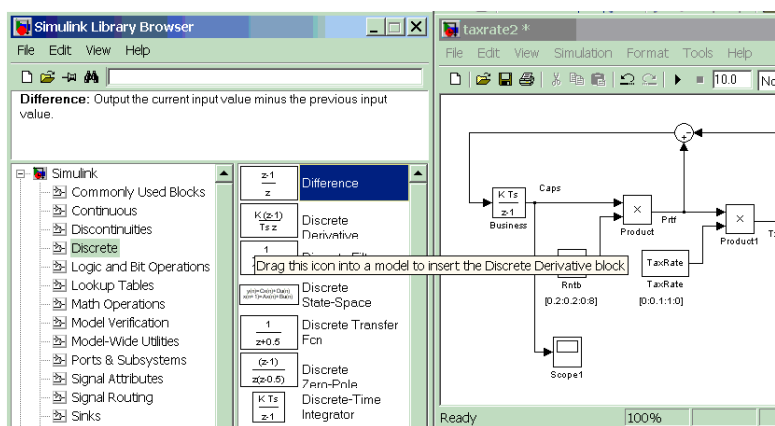 Simulink Library Browser
File Edit View Help
Difference: Output the current input value minus the previous input
value.
Simulink
Commonly Used Blocks
Continuous
Discontinuities
Discrete
Logic and Bit Operations
Lookup Tables
Math Operations
Model Verification
Model-Wide Utilities
Ports & Subsystems
Signal Attributes
Signal Routing
Sinks
z-1
z
Difference
K (z-1)
Ts z
Discrete
Derivative
1
Drag this icon into a model to insert the Discrete Derivative block
y(n)=Cx(n)+Du(n)
x(n+1)=Ax(n)+Bu(n)
Discrete
State-Space
1
z+0.5
Discrete Transfer
Fcn
(z-1)
z(z-0.5)
Discrete
Zero-Pole
K Ts
z-1
Discrete-Time
Integrator
taxrate2 *
File Edit View Simulation Format Tools Help
10.0
K Ts
z-1
Business
Caps
×
Product
Prtf
×
Product1
Rntb
[0.2:0.2:0:8]
TaxRate
TaxRate
[0:0.1:1:0]
Scope1
Ready
100%